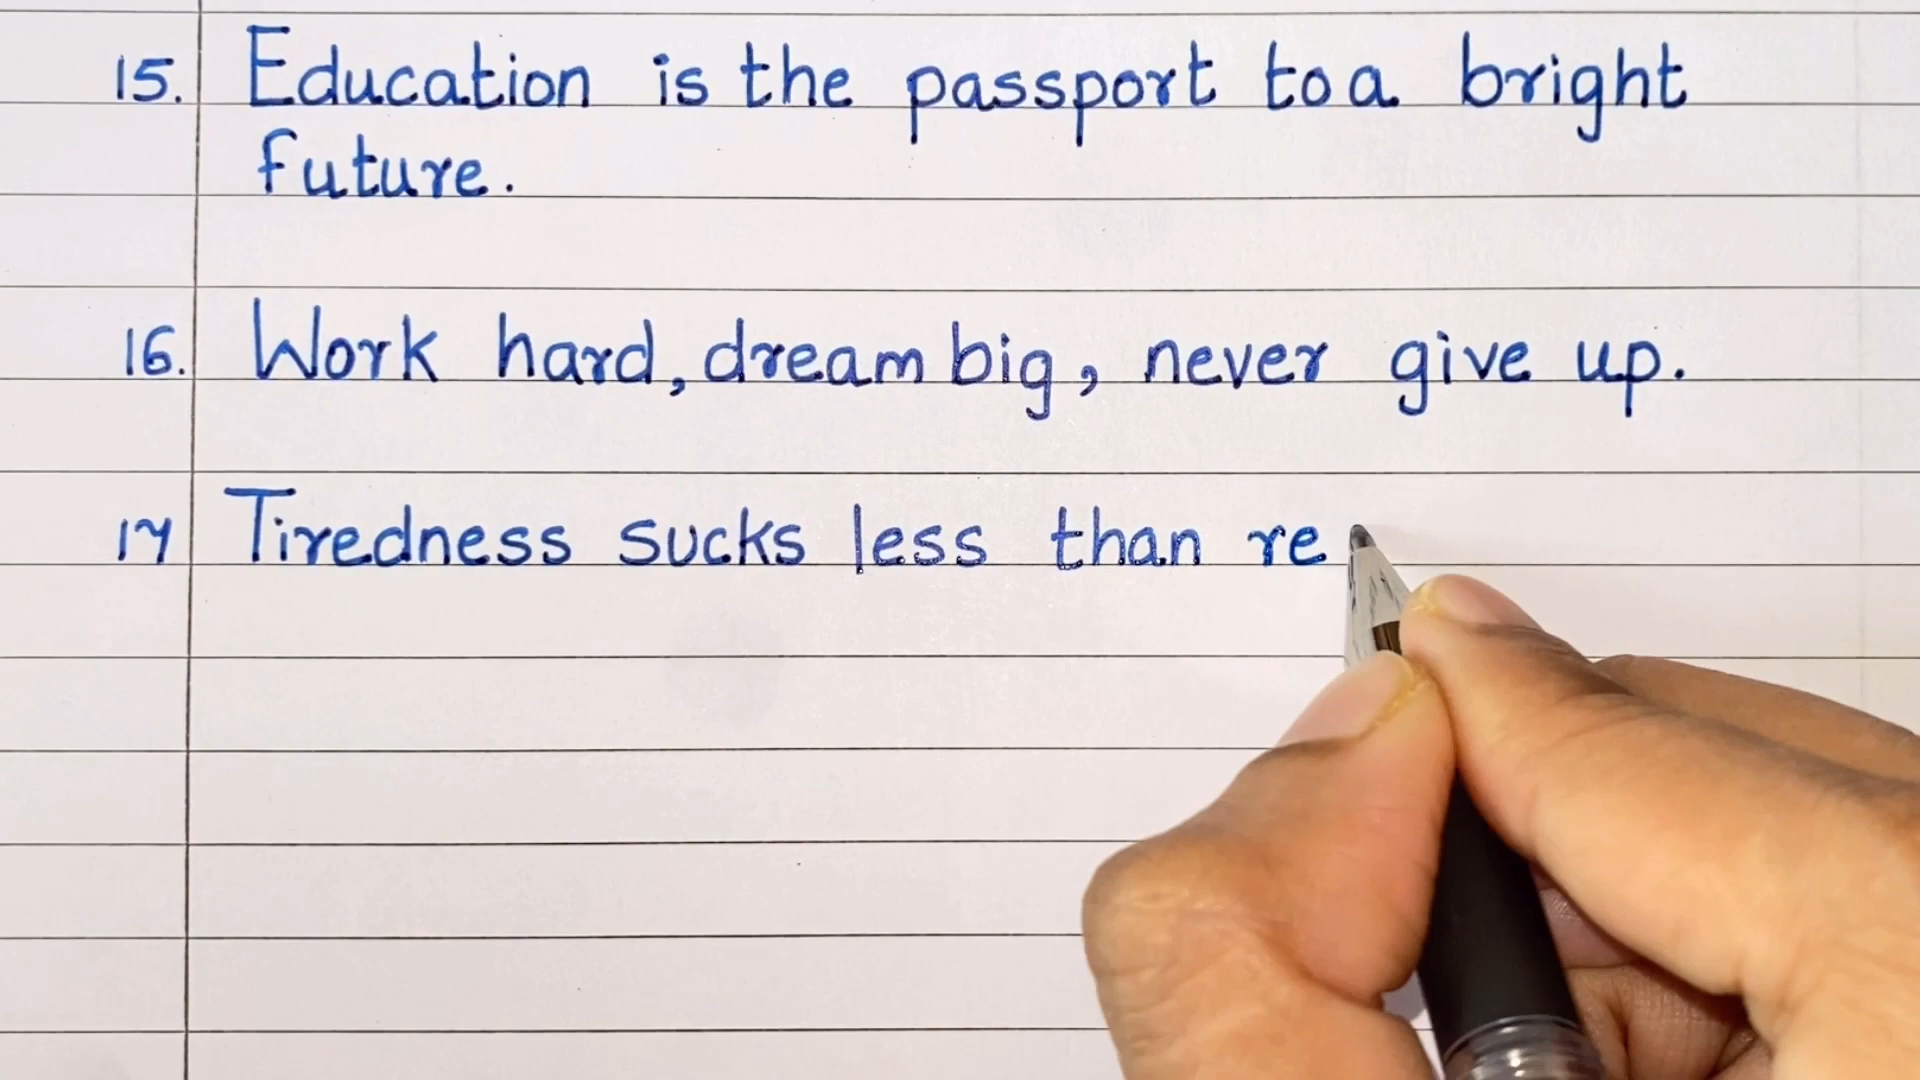 15. Education is the passport to a bright
future.
16. Work hard, dream big, never give up.
17 Tiredness sucks less than re